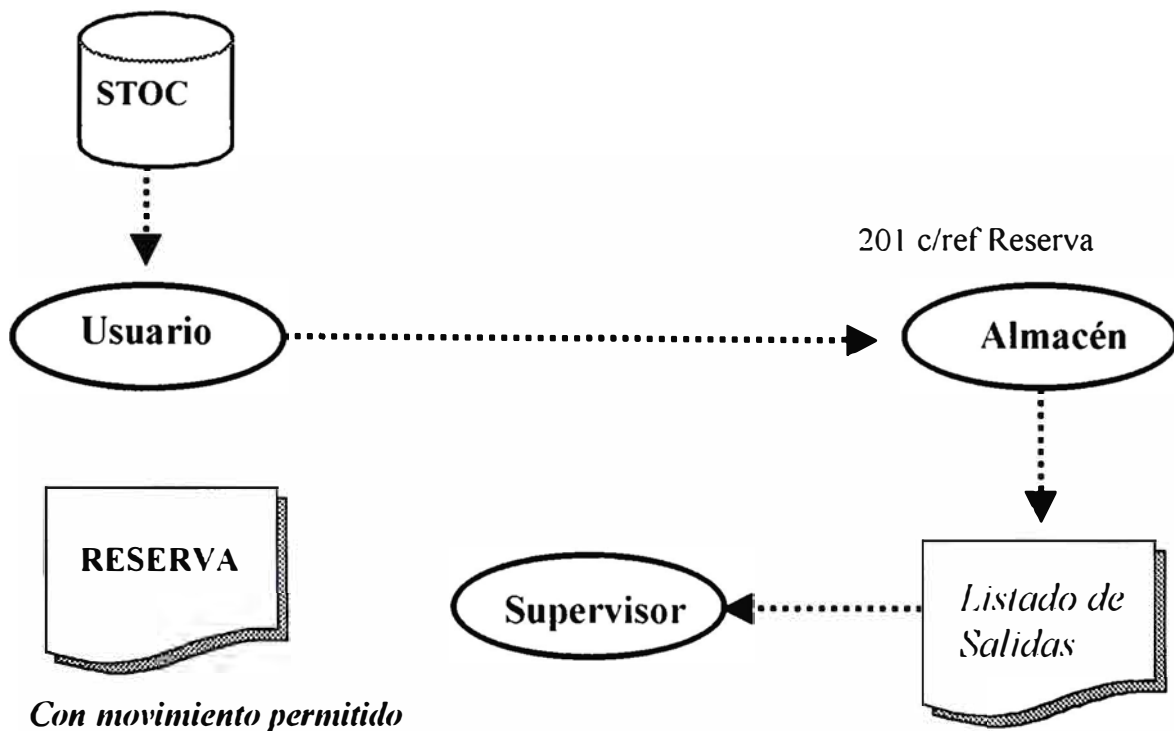 STOC
201 c/ref Reserva
Usuario
Almacén
RESERVA
Supervisor
Listado de
Salidas
Con movimiento permitido